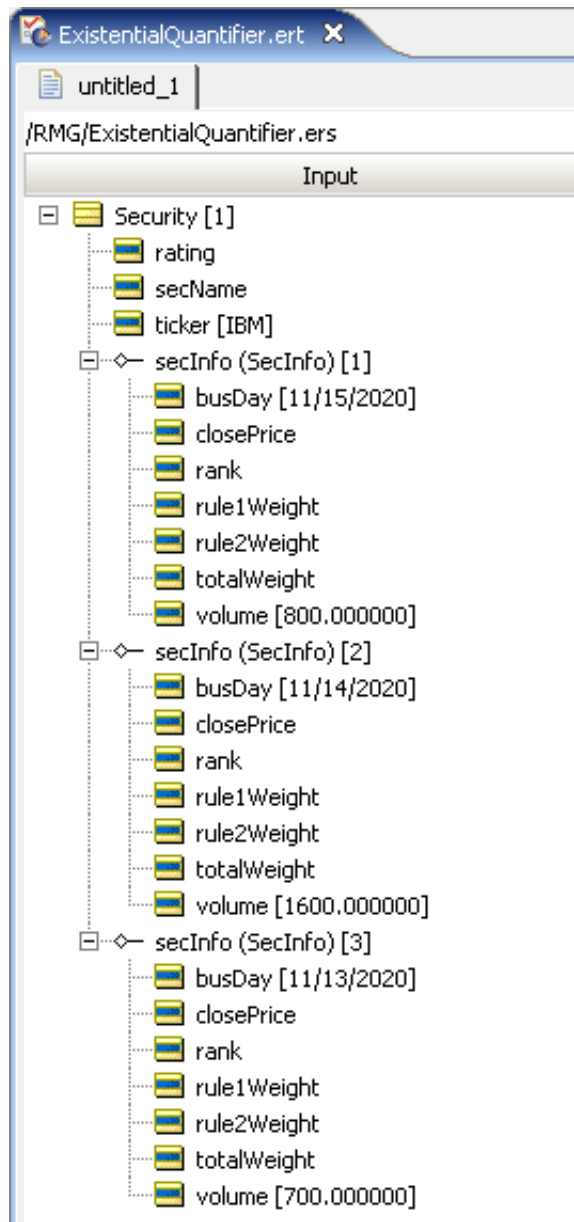 ExistentialQuantifier.ert
untitled_1
/RMG/ExistentialQuantifier.ers
Input
Security [1]
rating
secName
ticker [IBM]
secInfo (SecInfo) [1]
busDay [11/15/2020]
closePrice
rank
rule1Weight
rule2Weight
totalWeight
volume [800.000000]
secInfo (SecInfo) [2]
busDay [11/14/2020]
closePrice
rank
rule1Weight
rule2Weight
totalWeight
volume [1600.000000]
secInfo (SecInfo) [3]
busDay [11/13/2020]
closePrice
rank
rule1Weight
rule2Weight
totalWeight
volume [700.000000]